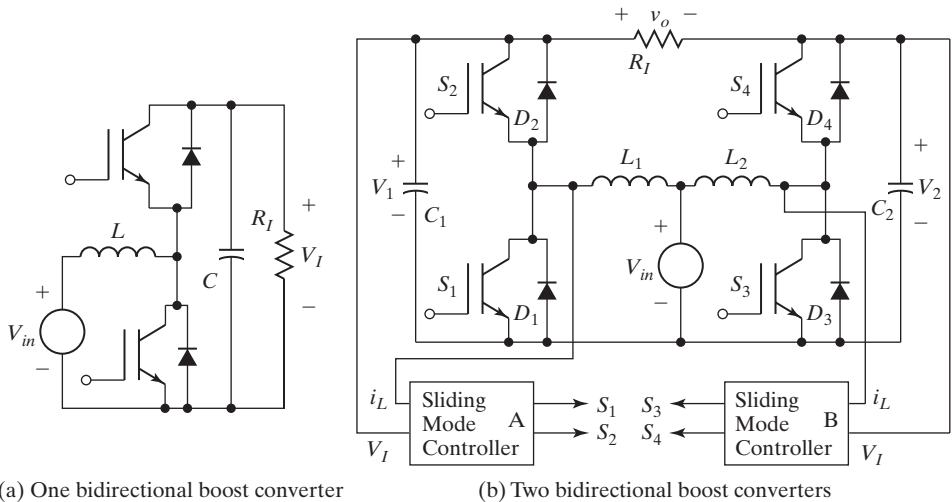 + v_o −
R_I
S_2
S_4
D_2
D_4
L_1
L_2
+
V_1
−
C_1
+
V_2
−
C_2
+
V_in
−
S_1
S_3
D_1
D_3
R_I
+
V_I
−
L
C
+
V_in
−
i_L
V_I
Sliding
Mode
Controller
A
S_1
S_2
S_3
S_4
Sliding
Mode
Controller
B
i_L
V_I
(a) One bidirectional boost converter
(b) Two bidirectional boost converters